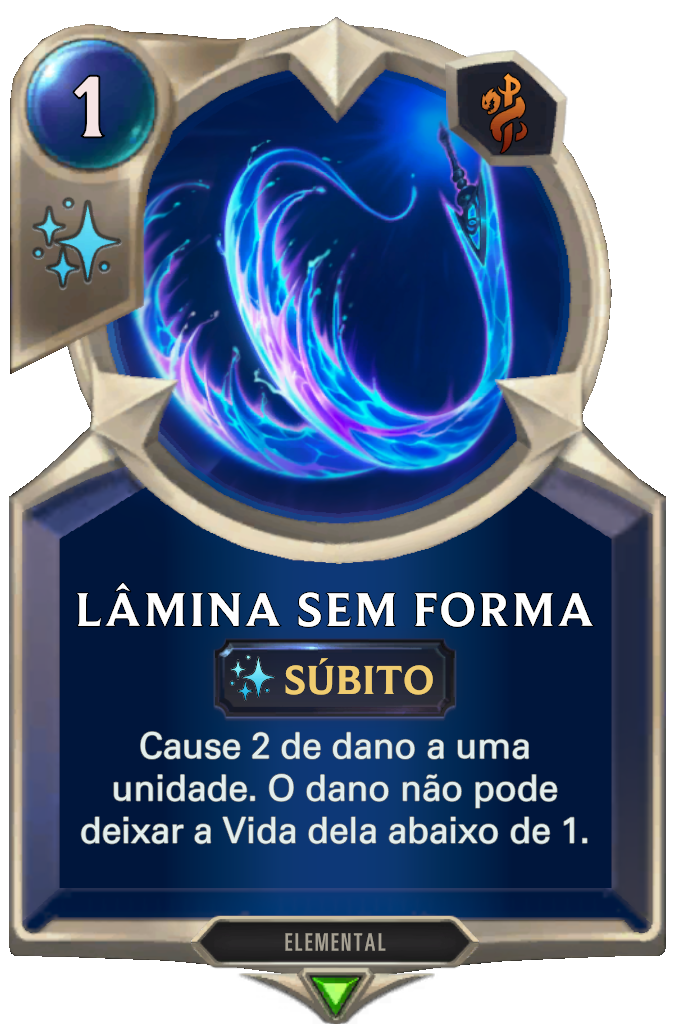 1
LÂMINA SEM FORMA
SÚBITO
Cause 2 de dano a uma
unidade. O dano não pode
deixar a Vida dela abaixo de 1.
ELEMENTAL